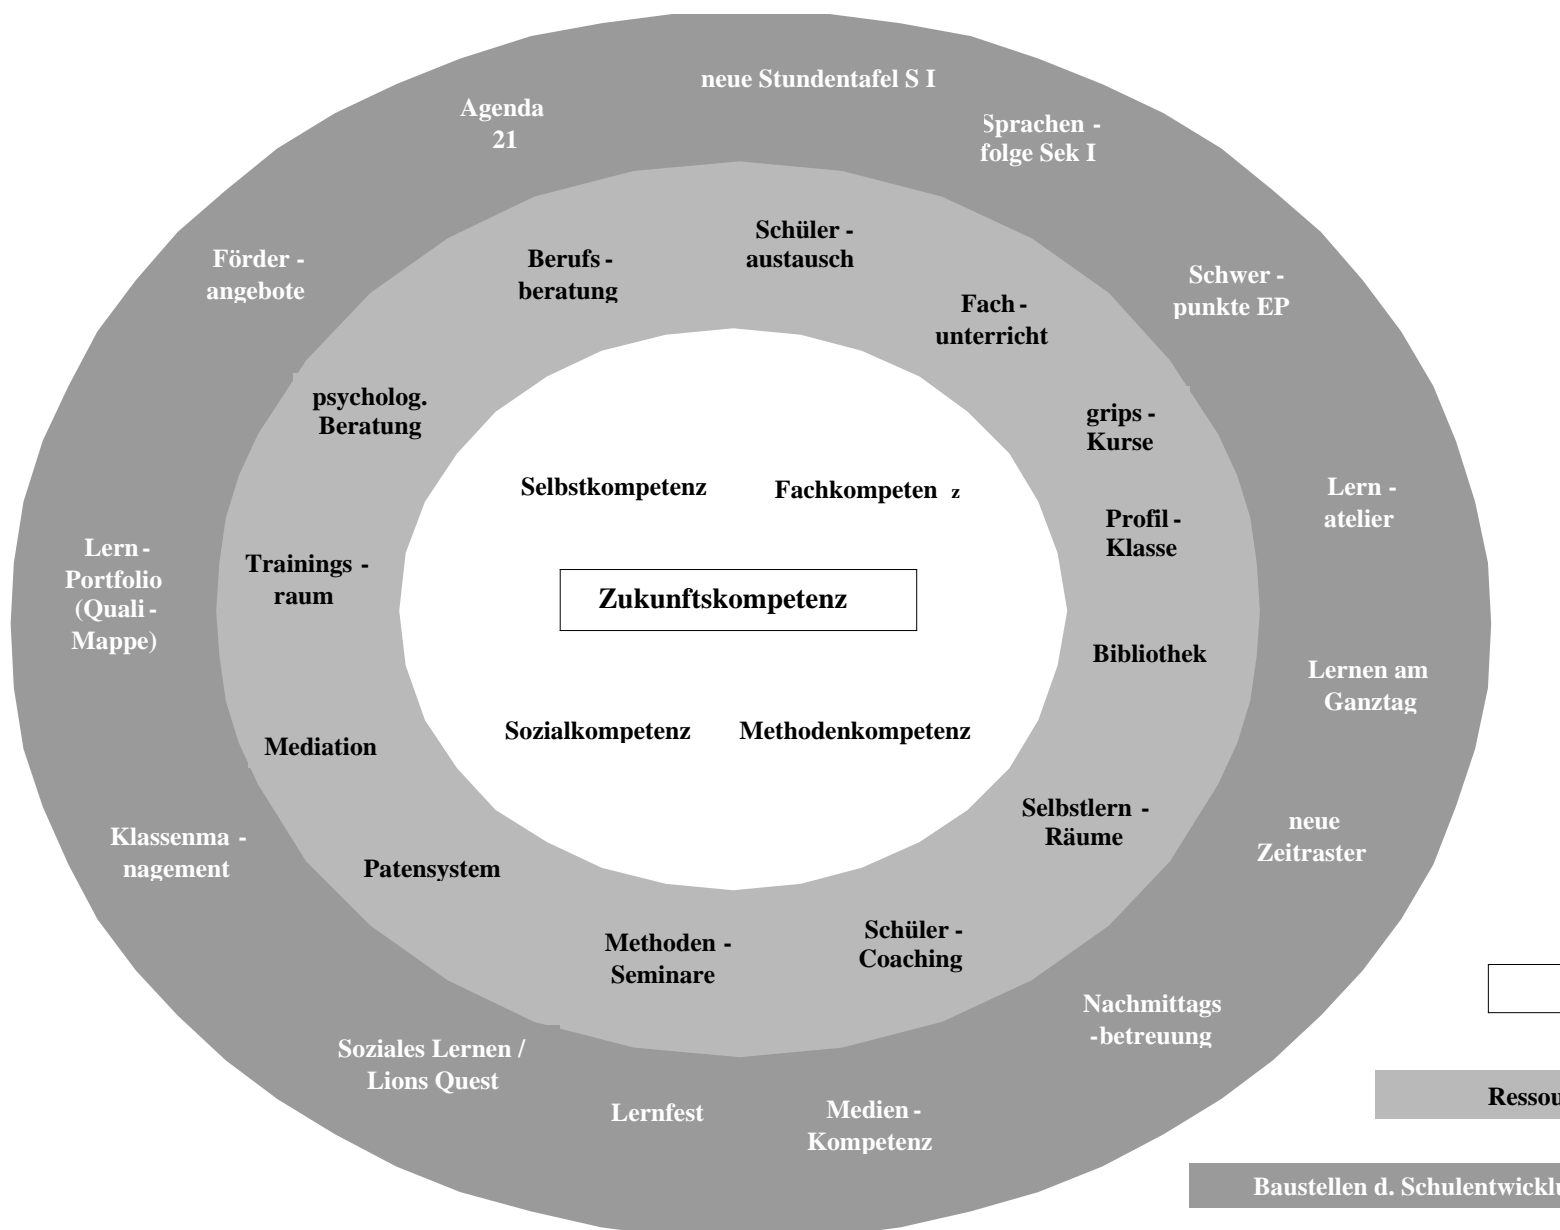 neue Stundentafel S I
Agenda
21
Sprachen -
folge Sek I
Förder -
angebote
Schwer -
punkte EP
Lern -
atelier
Lern -
Portfolio
(Quali -
Mappe)
Lernen am
Ganztag
Klassenma -
nagement
neue
Zeitraster
Nachmittags
-betreuung
Soziales Lernen /
Lions Quest
Lernfest
Medien -
Kompetenz
Schüler -
austausch
Berufs -
beratung
Fach -
unterricht
psycholog.
Beratung
grips -
Kurse
Profil -
Klasse
Trainings -
raum
Bibliothek
Mediation
Selbstlern -
Räume
Patensystem
Methoden -
Seminare
Schüler -
Coaching
Selbstkompetenz
Fachkompeten z
Zukunftskompetenz
Sozialkompetenz
Methodenkompetenz
Ressou
Baustellen d. Schulentwicklu